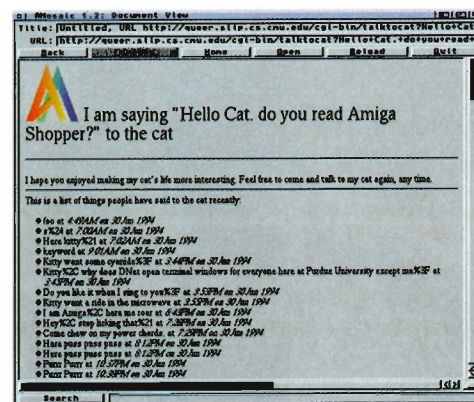 AMosaic 1.2: Document View
Title: Untitled, URL http://queer.slip.cs.cmu.edu/cgi-bin/talktocat?Hello+Cat.
URL: http://queer.slip.cs.cmu.edu/cgi-bin/talktocat?Hello+Cat.+do+you+read+
Back Home Open Reload Quit
I am saying "Hello Cat. do you read Amiga
Shopper?" to the cat
I hope you enjoyed making my cat's life more interesting. Feel free to come and talk to my cat again, any time.
This is a list of things people have said to the cat recently:
foo at 4:49AM on 30 Jun 1994
s%2A at 7:00AM on 30 Jun 1994
Here kitty%21 at 7:02AM on 30 Jun 1994
keyword at 9:01AM on 30 Jun 1994
Kitty want some cyanide%3F at 3:44PM on 30 Jun 1994
Kitty%2C why does DNet open terminal windows for everyone here at Purdue University except me%3F at
3:45PM on 30 Jun 1994
Do you like it when I sing to you%3F at 3:53PM on 30 Jun 1994
Kitty want a ride in the microwave at 3:55PM on 30 Jun 1994
I am Amiga%2C hear me roar at 6:43PM on 30 Jun 1994
Hey%2C stop licking that%21 at 7:28PM on 30 Jun 1994
Come chew on my power chords. at 7:29PM on 30 Jun 1994
Here puss puss puss at 8:12PM on 30 Jun 1994
Here puss puss puss at 8:12PM on 30 Jun 1994
Purr Purr at 10:37PM on 30 Jun 1994
Purr Purr at 10:38PM on 30 Jun 1994
Search